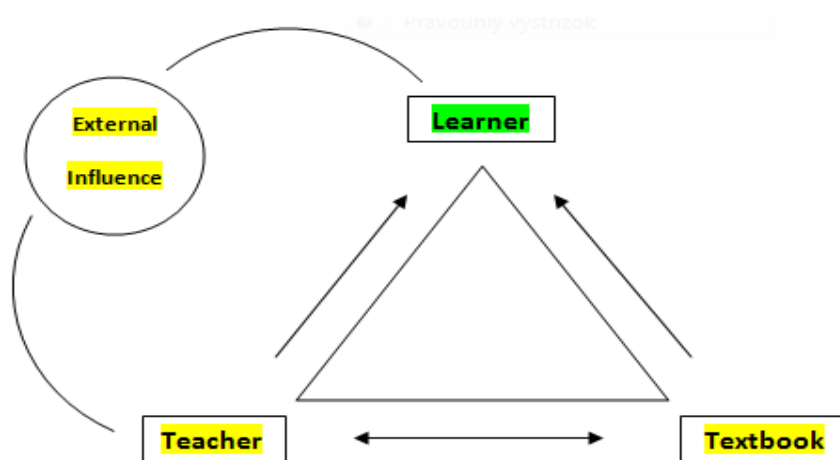 Pravouhlý výstrižok
External
Influence
Learner
Teacher
Textbook